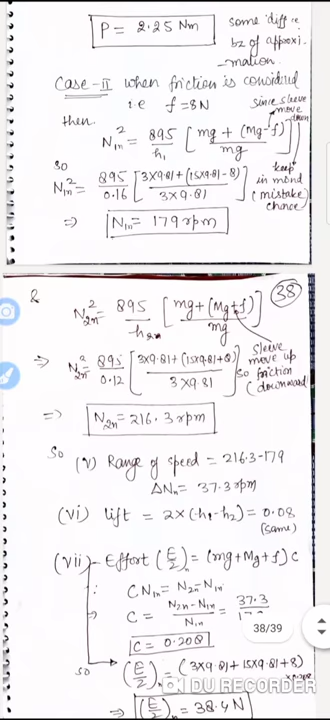 P = 2.25 Nm
some diff is
bz of approxi-
-mation.
Case-II when friction is considered
i.e f = 8N
since sleeve
move
down
then.
N₁ₙ² = 895/h₁ [mg + (Mg-f)/mg]
so
N₁ₙ² = 895/0.16 [3×9.81+(15×9.81-8)/3×9.81]
keep
in mind
(mistake)
chance
⇒ N₁ₙ = 179 rpm
38
& N₂ₙ² = 895/h₂ₙ [mg+(Mg+f)/mg]
⇒ N₂ₙ² = 895/0.12 [3×9.81+(15×9.81+8)/3×9.81]
sleeve
move up
so friction
(downward)
⇒ N₂ₙ = 216.3 rpm
So (v) Range of speed = 216.3-179
ΔNₙ = 37.3 rpm
(vi) lift = 2×(h₁-h₂) = 0.08
(same)
(vii) Effort (E/2)ₙ = (mg+Mg+f) C
∴ CN₁ₙ = N₂ₙ-N₁ₙ
⇒ C = N₂ₙ-N₁ₙ/N₁ₙ = 37.3
38/39
C = 0.208
so (E/2)ₙ = (3×9.81+15×9.81+8)
×0.208
DU RECORDER
⇒ (E/2)ₙ = 38.4 N